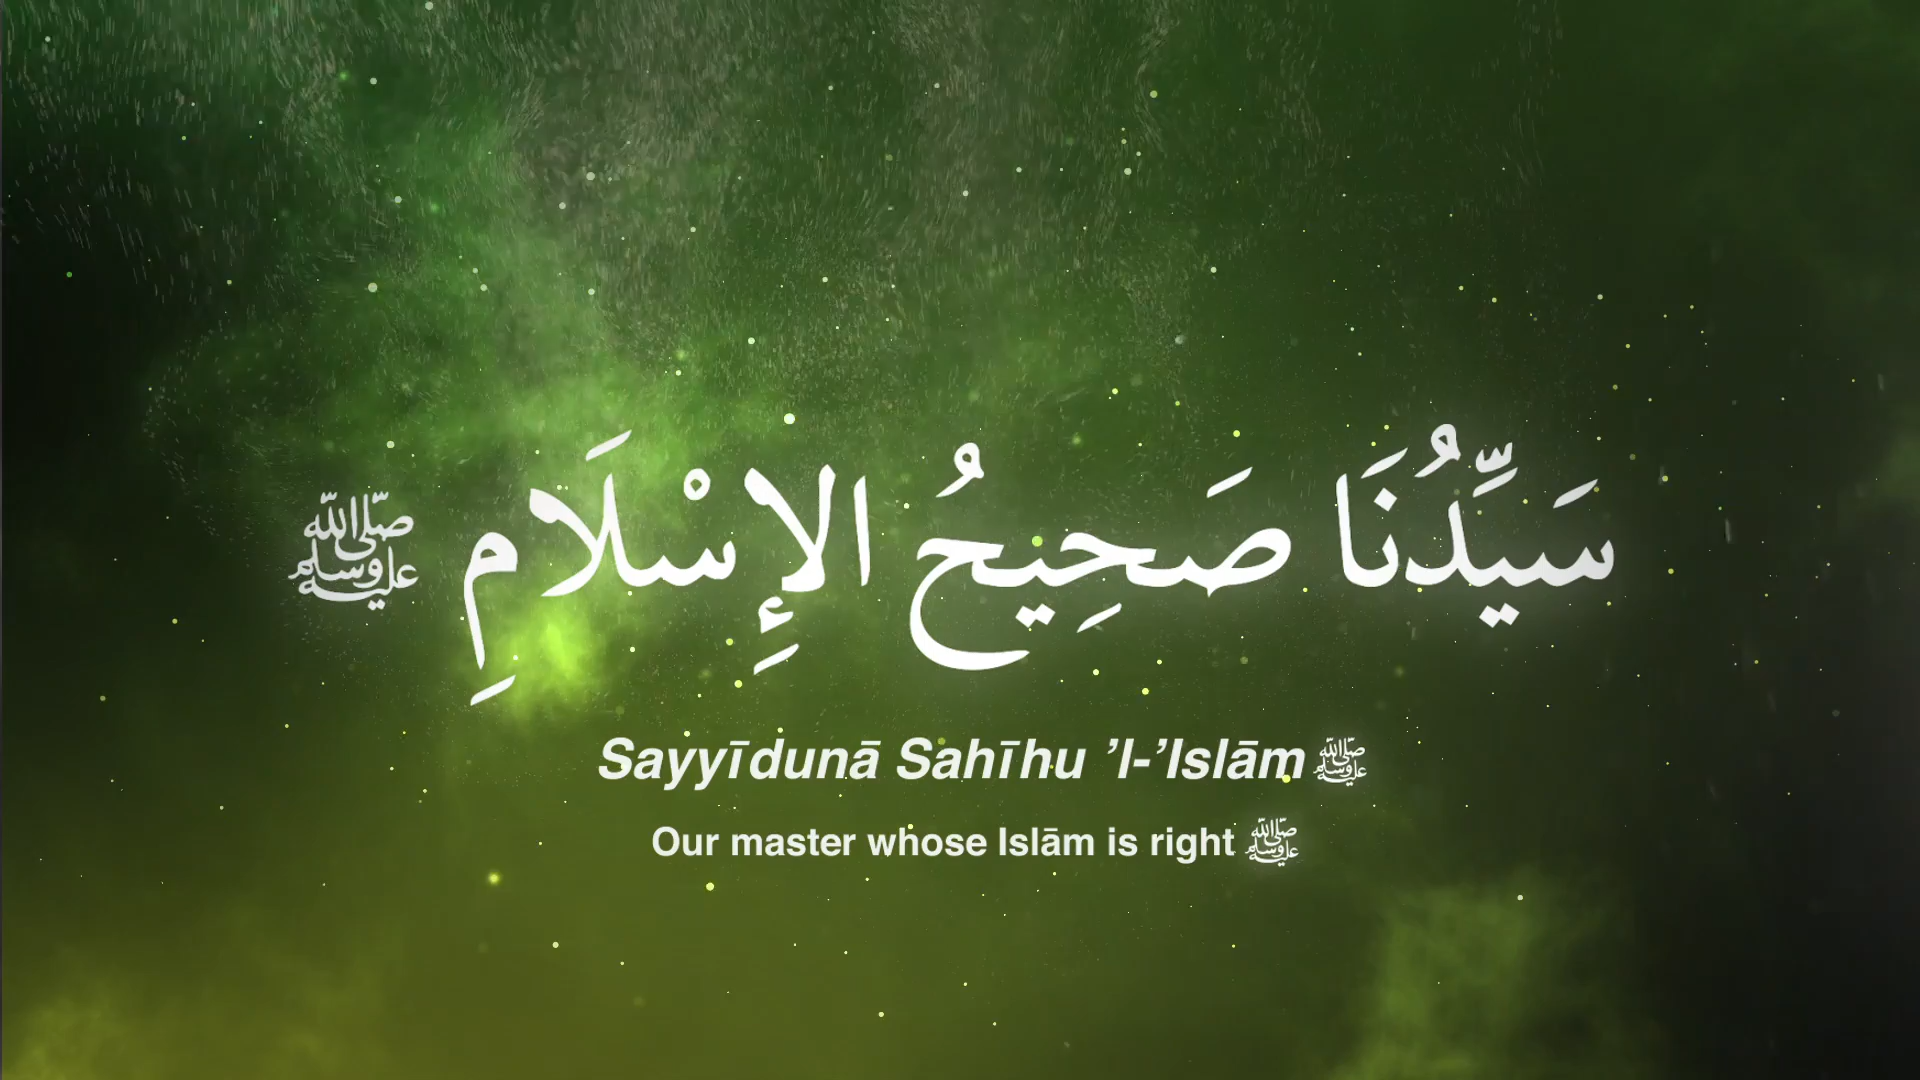 سَيِّدُنَا صَحِيحُ الإِسْلَامِ ﷺ
Sayyīdunā Sahīhu ’l-’Islām ﷺ
Our master whose Islām is right ﷺ